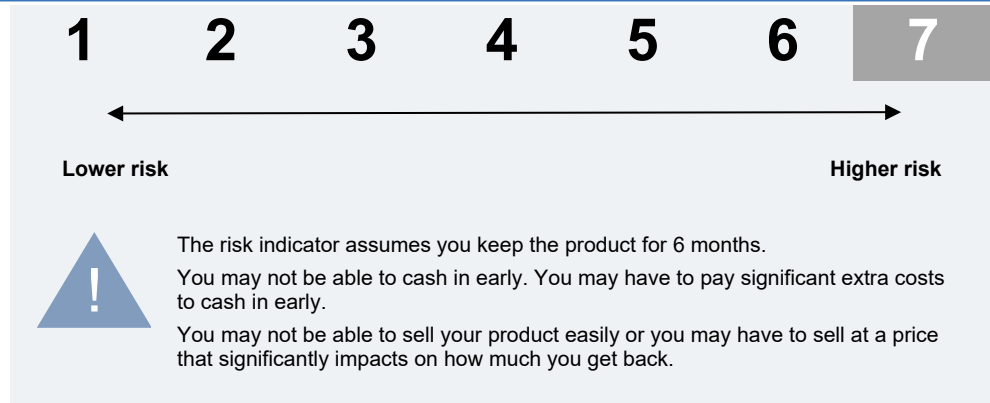 1 2 3 4 5 6 7
Lower risk Higher risk
!
The risk indicator assumes you keep the product for 6 months.
You may not be able to cash in early. You may have to pay significant extra costs
to cash in early.
You may not be able to sell your product easily or you may have to sell at a price
that significantly impacts on how much you get back.